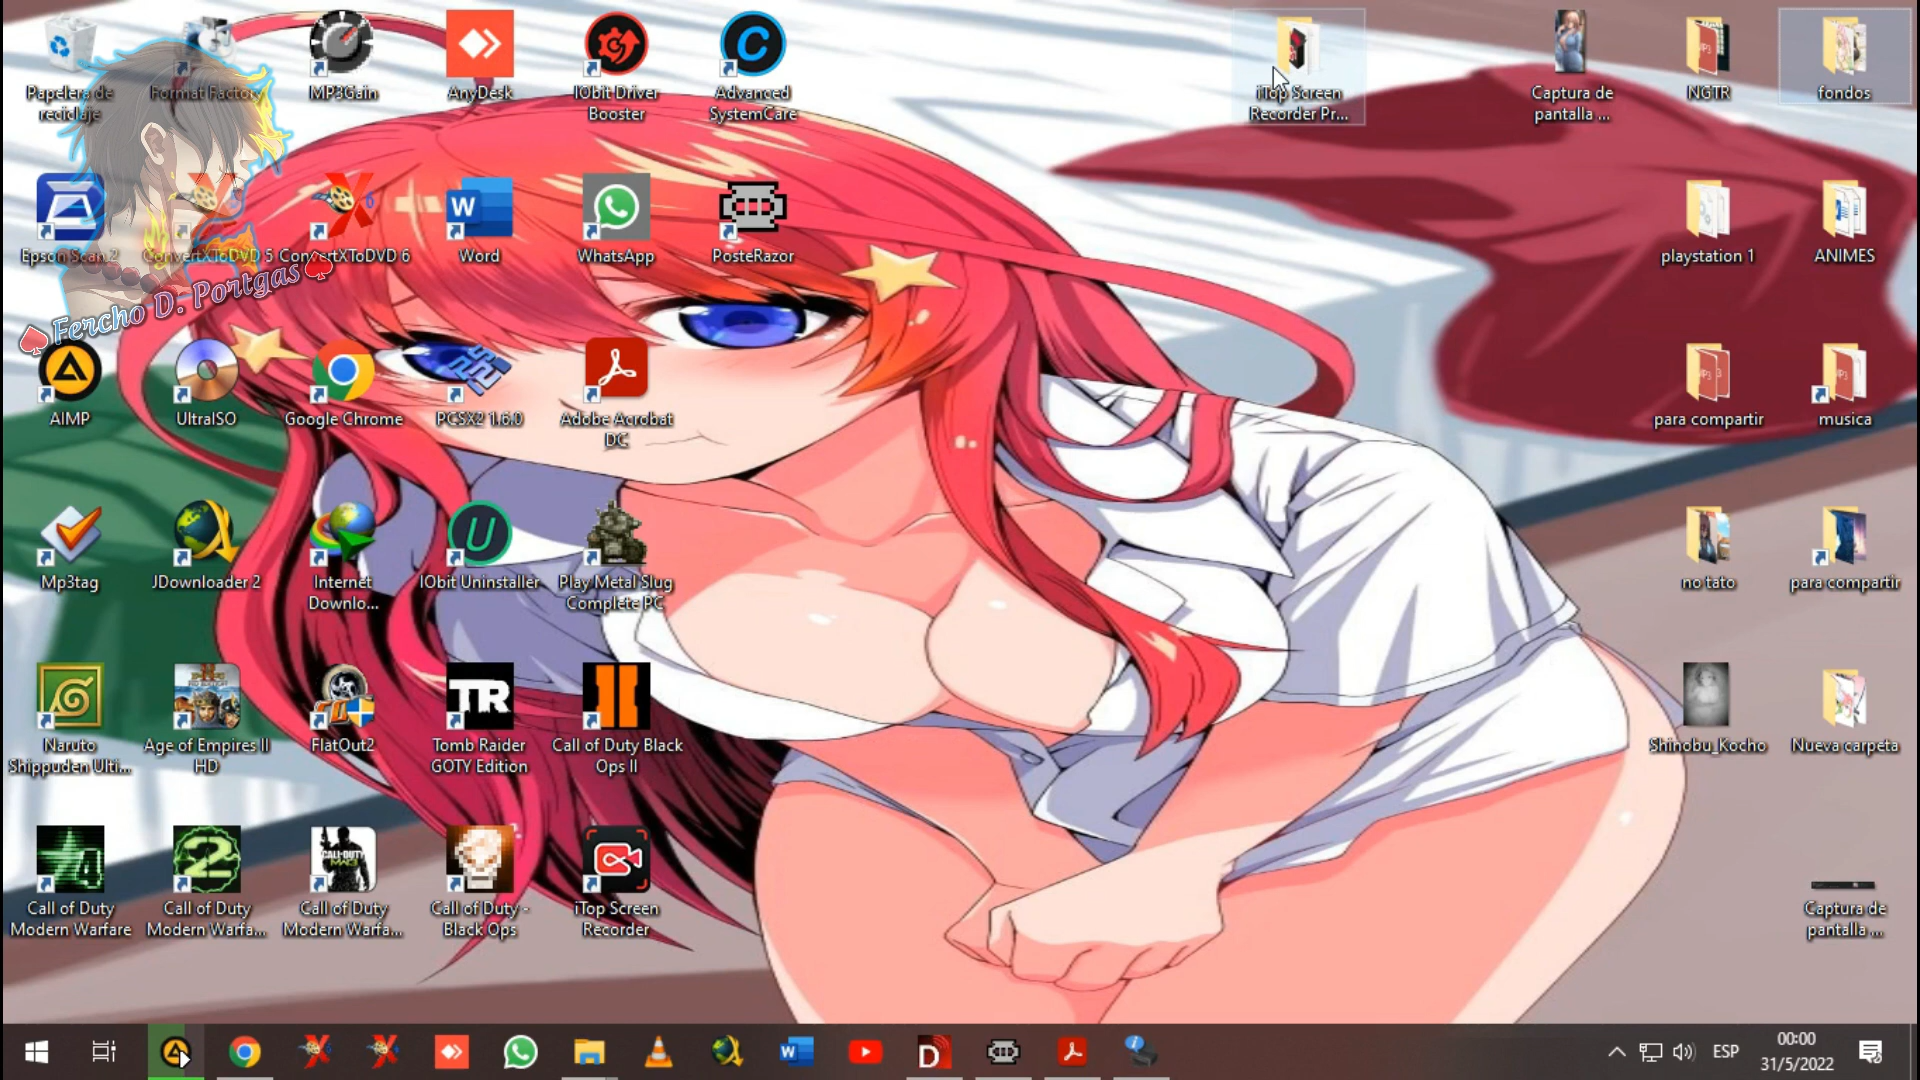 Papelera de
reciclaje
Format Factory
MP3Gain
AnyDesk
IObit Driver
Booster
Advanced
SystemCare
iTop Screen
Recorder Pr...
Captura de
pantalla ...
NGTR
fondos
Epson Scan 2
ConvertXToDVD 5
ConvertXToDVD 6
Word
WhatsApp
PosteRazor
playstation 1
ANIMES
Fercho D. Portgas
AIMP
UltraISO
Google Chrome
PCSX2 1.6.0
Adobe Acrobat
DC
para compartir
musica
Mp3tag
JDownloader 2
Internet
Downlo...
IObit Uninstaller
Play Metal Slug
Complete PC
no tato
para compartir
Naruto
Shippuden Ulti...
Age of Empires II
HD
FlatOut2
TR
Tomb Raider
GOTY Edition
Call of Duty Black
Ops II
Shinobu_Kocho
Nueva carpeta
Call of Duty
Modern Warfare
Call of Duty
Modern Warfa...
CALL-DUTY
MW3
Call of Duty
Modern Warfa...
Call of Duty -
Black Ops
iTop Screen
Recorder
Captura de
pantalla ...
ESP
00:00
31/5/2022